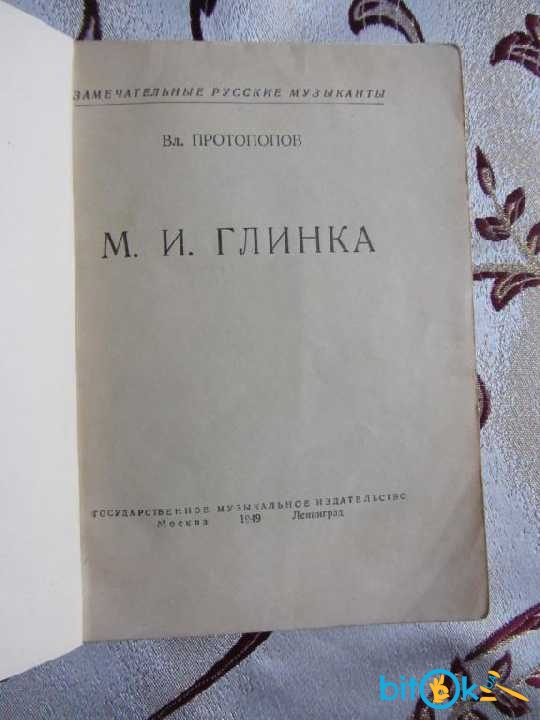 ЗАМЕЧАТЕЛЬНЫЕ РУССКИЕ МУЗЫКАНТЫ
Вл. ПРОТОПОПОВ
М. И. ГЛИНКА
ГОСУДАРСТВЕННОЕ МУЗЫКАЛЬНОЕ ИЗДАТЕЛЬСТВО
Москва 1949 Ленинград
bitOk